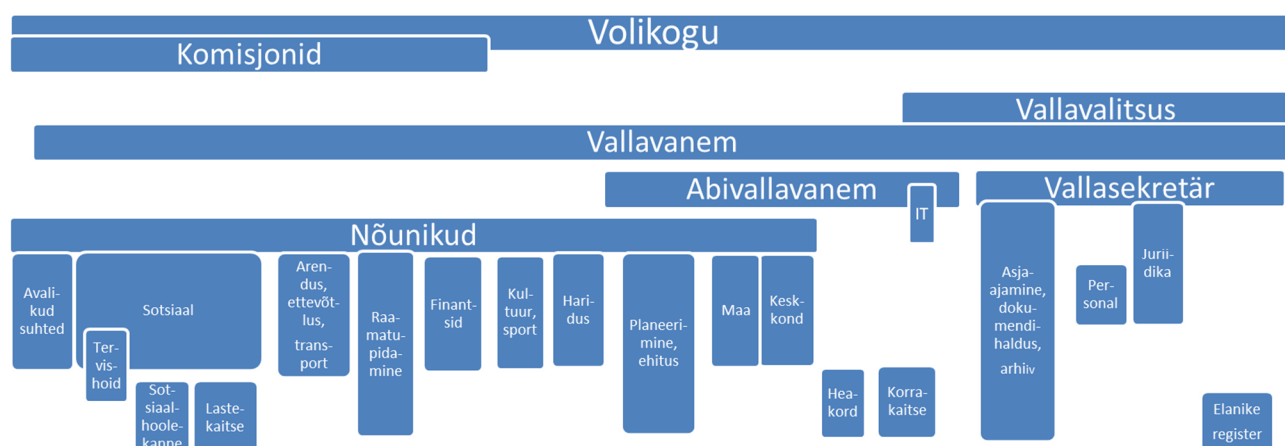 Volikogu
Komisjonid
Vallavalitsus
Vallavanem
Abivallavanem
Vallasekretär
IT
Nõunikud
Avali-
kud
suhted
Sotsiaal
Ter-
vis-
hoid
Sot-
siaal-
hoole-
kanne
Laste-
kaitse
Aren-
dus,
ettevõt-
lus,
trans-
port
Raa-
matu-
pida-
mine
Finant-
sid
Kul-
tuur,
sport
Hari-
dus
Planeeri-
mine,
ehitus
Maa
Kesk-
kond
Hea-
kord
Korra-
kaitse
Asja-
ajamine,
doku-
mendi-
haldus,
arhiiv
Per-
sonal
Jurii-
dika
Elanike
register